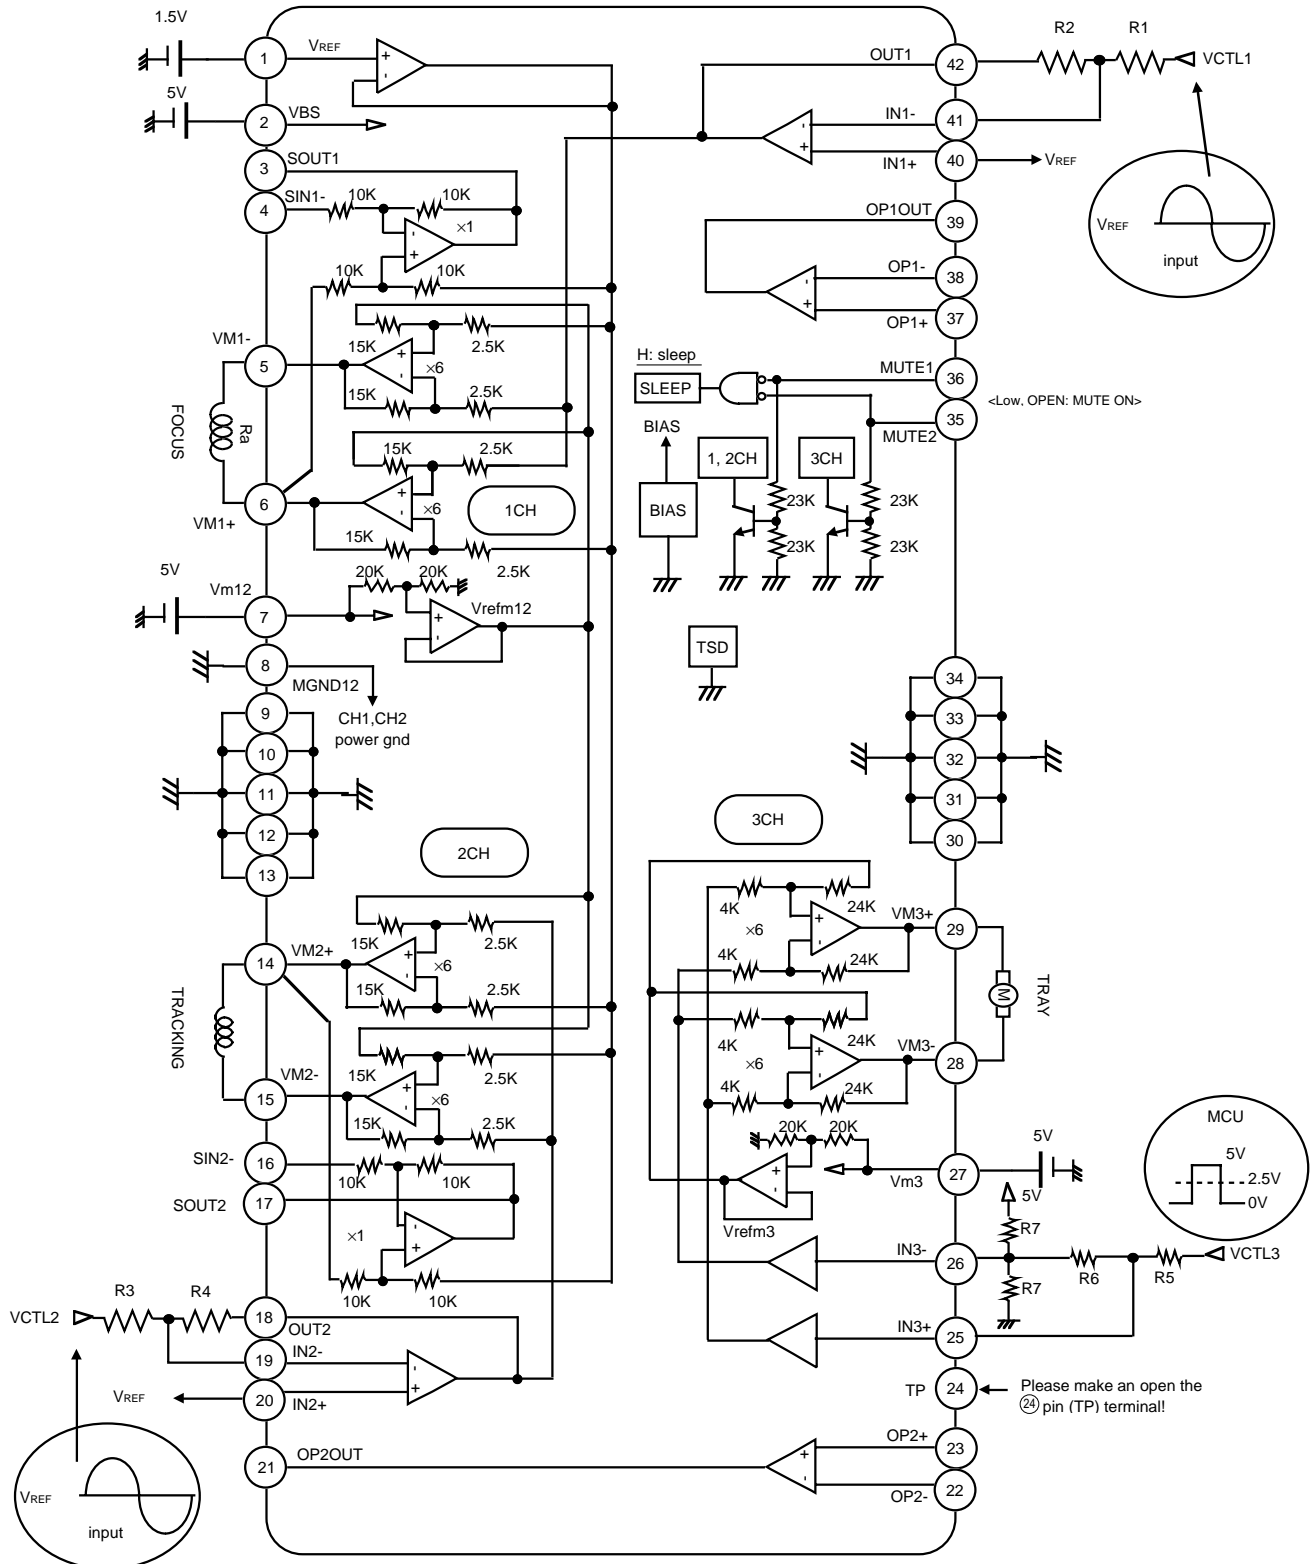 1.5V
1
VREF
+
-
5V
2
VBS
3
SOUT1
4
SIN1-
10K
10K
-
+
×1
10K
10K
VM1-
5
15K
2.5K
+
-
×6
15K
2.5K
FOCUS
Ra
15K
2.5K
+
-
×6
6
VM1+
15K
2.5K
1CH
5V
Vm12
20K
20K
7
+
-
Vrefm12
8
MGND12
CH1,CH2
power gnd
9
10
11
12
13
2CH
14
VM2+
15K
2.5K
+
-
×6
15K
2.5K
TRACKING
15
VM2-
15K
2.5K
+
-
×6
15K
2.5K
SIN2-
16
10K
10K
SOUT2
17
×1
-
+
10K
10K
VCTL2
R3
R4
18
OUT2
19
IN2-
VREF
20
IN2+
-
+
21
OP2OUT
VREF
input
OUT1
42
R2
R1
VCTL1
IN1-
41
-
+
IN1+
40
VREF
VREF
input
OP1OUT
39
OP1-
38
-
+
OP1+
37
H: sleep
SLEEP
MUTE1
36
<Low, OPEN: MUTE ON>
35
MUTE2
BIAS
BIAS
1, 2CH
3CH
23K
23K
23K
23K
TSD
34
33
32
31
30
3CH
4K
24K
×6
+
-
4K
24K
VM3+
29
M
TRAY
4K
24K
×6
+
-
4K
24K
VM3-
28
20K
20K
+
-
Vm3
27
5V
Vrefm3
MCU
5V
2.5V
0V
5V
R7
IN3-
26
R6
R5
VCTL3
R7
IN3+
25
TP
24
Please make an open the
24 pin (TP) terminal!
OP2+
23
+
-
OP2-
22